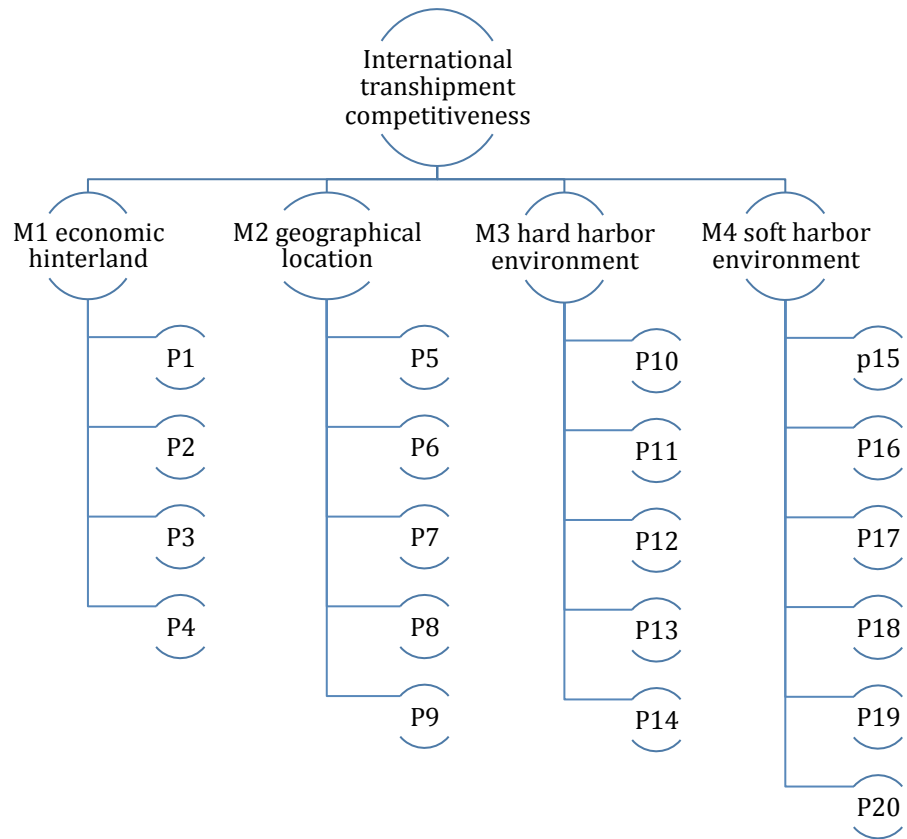 International
transhipment
competitiveness
M1 economic
hinterland
P1
P2
P3
P4
M2 geographical
location
P5
P6
P7
P8
P9
M3 hard harbor
environment
P10
P11
P12
P13
P14
M4 soft harbor
environment
p15
P16
P17
P18
P19
P20